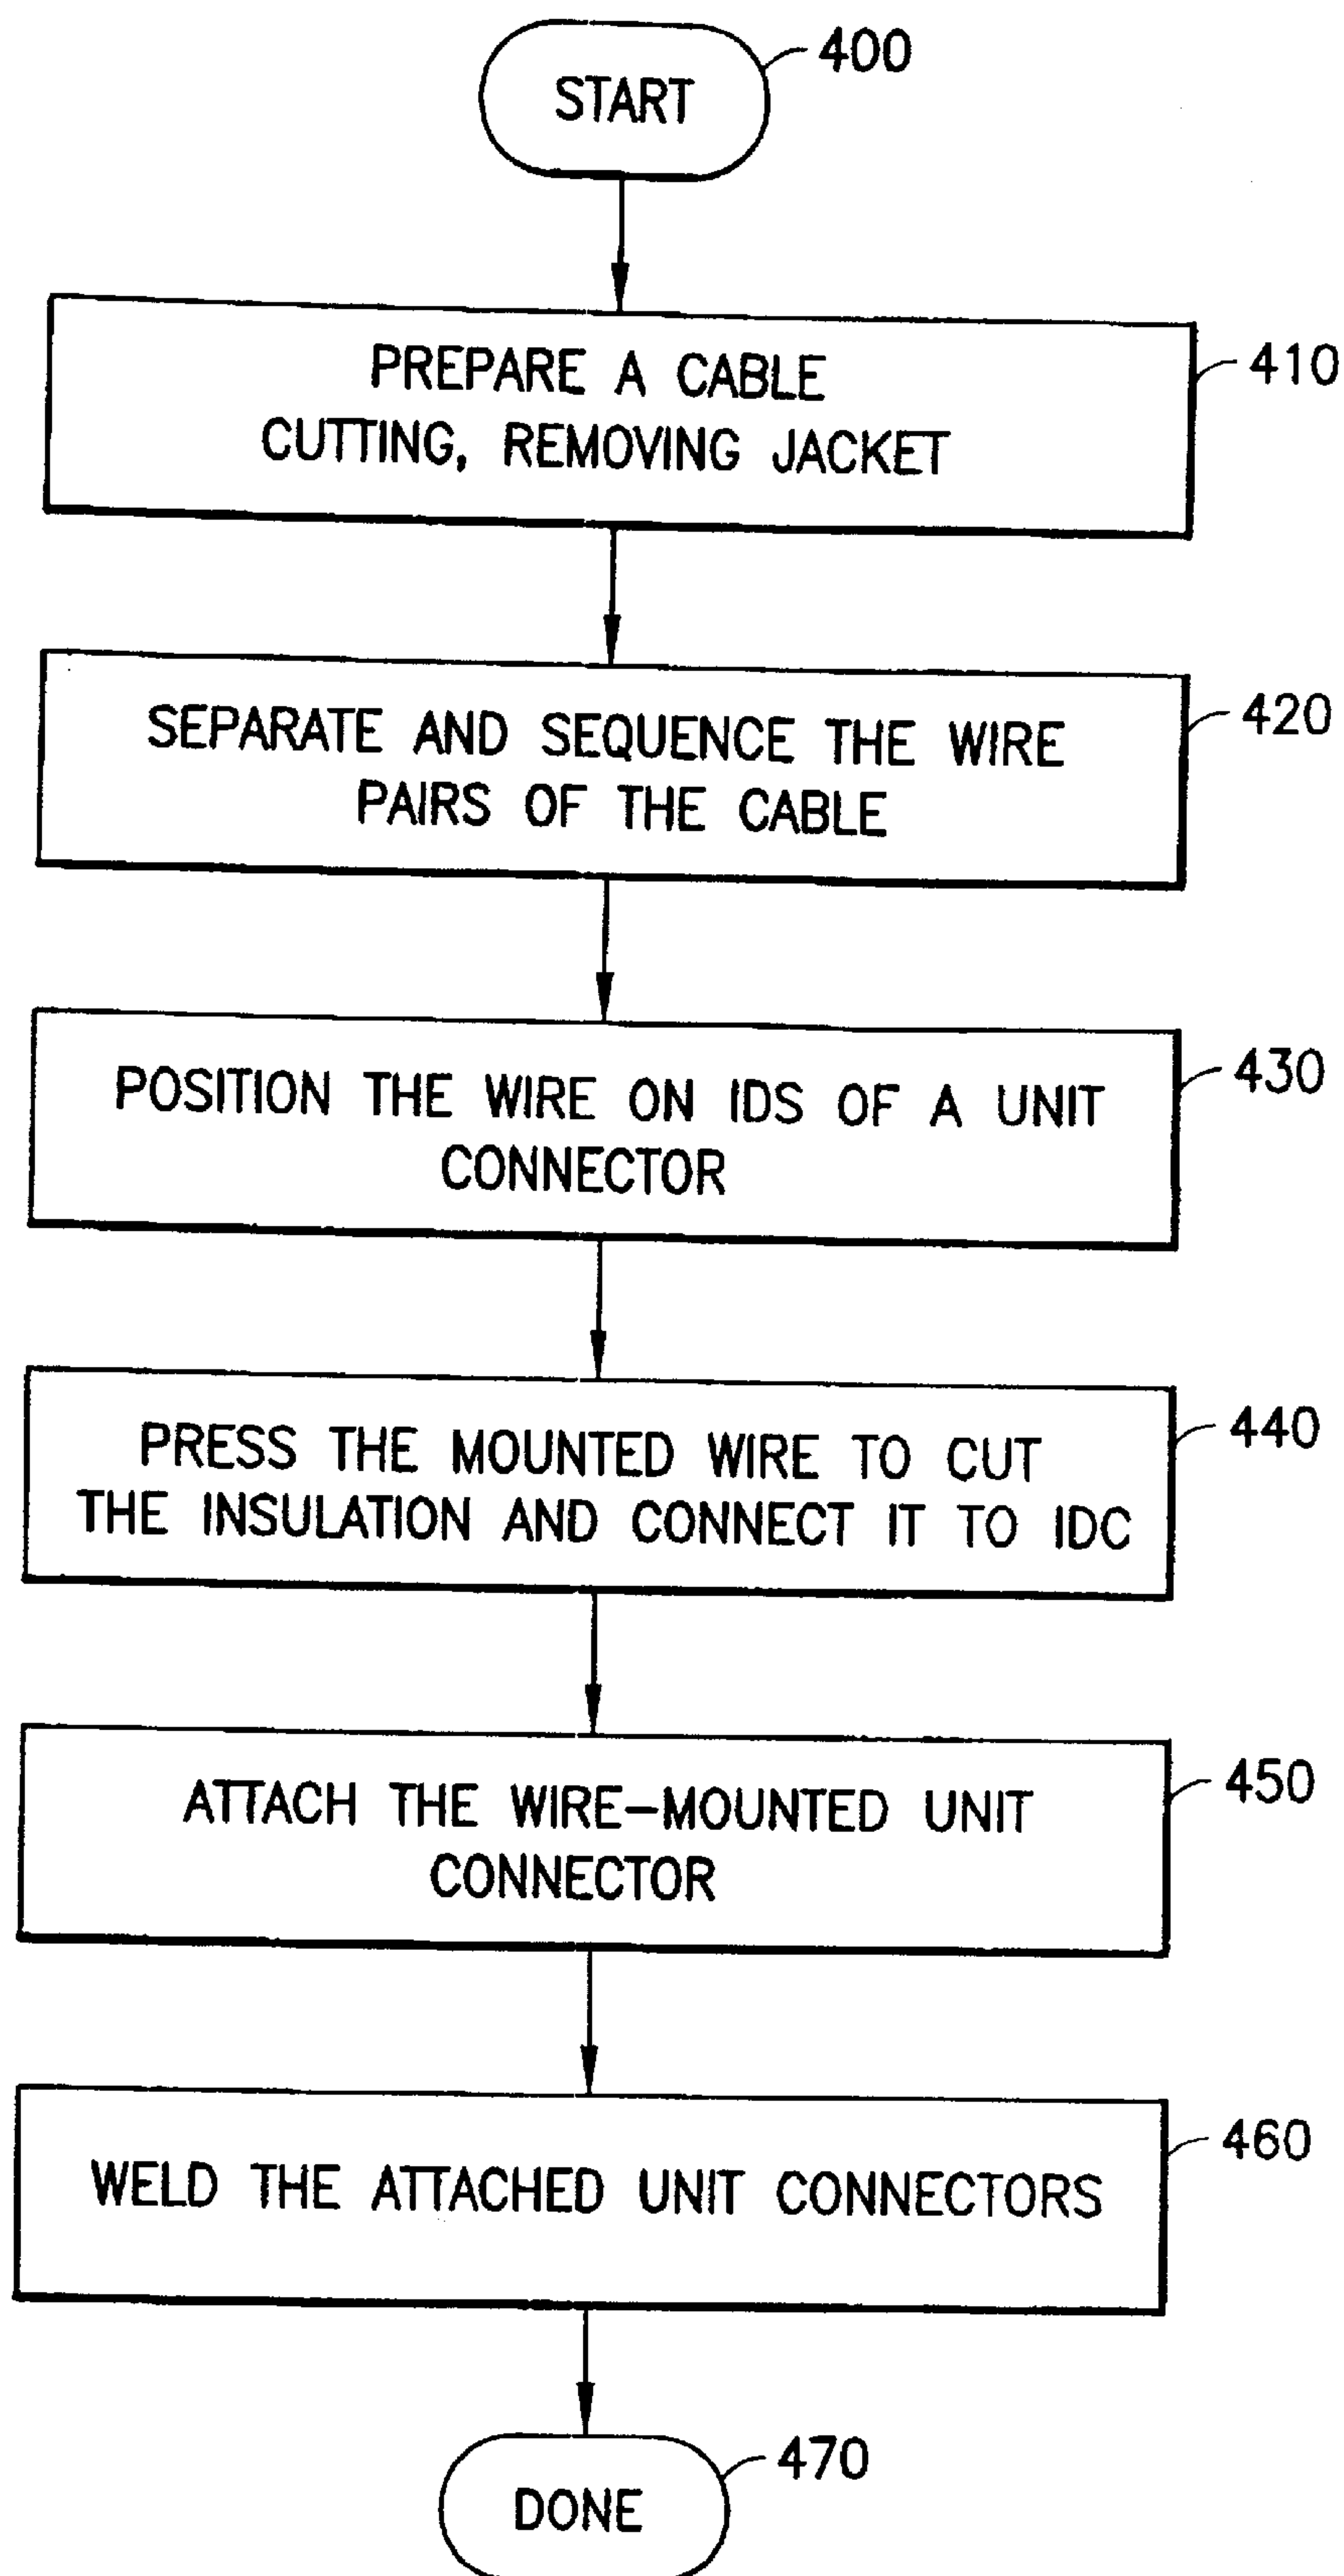 START
400
PREPARE A CABLE
CUTTING, REMOVING JACKET
410
SEPARATE AND SEQUENCE THE WIRE
PAIRS OF THE CABLE
420
POSITION THE WIRE ON IDS OF A UNIT
CONNECTOR
430
PRESS THE MOUNTED WIRE TO CUT
THE INSULATION AND CONNECT IT TO IDC
440
ATTACH THE WIRE-MOUNTED UNIT
CONNECTOR
450
WELD THE ATTACHED UNIT CONNECTORS
460
DONE
470